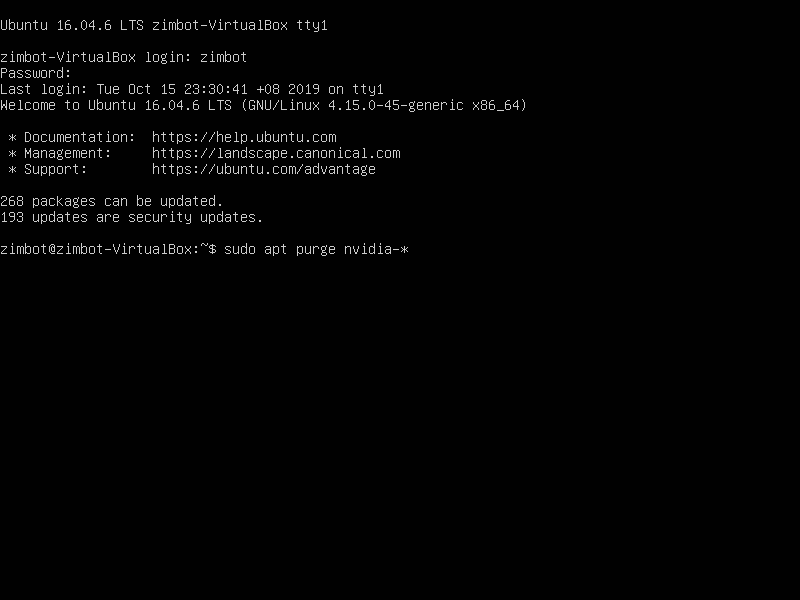 Ubuntu 16.04.6 LTS zimbot-VirtualBox tty1
zimbot-VirtualBox login: zimbot
Password:
Last login: Tue Oct 15 23:30:41 +08 2019 on tty1
Welcome to Ubuntu 16.04.6 LTS (GNU/Linux 4.15.0-45-generic x86_64)
* Documentation:  https://help.ubuntu.com
* Management:     https://landscape.canonical.com
* Support:        https://ubuntu.com/advantage
268 packages can be updated.
193 updates are security updates.
zimbot@zimbot-VirtualBox:~$ sudo apt purge nvidia-*